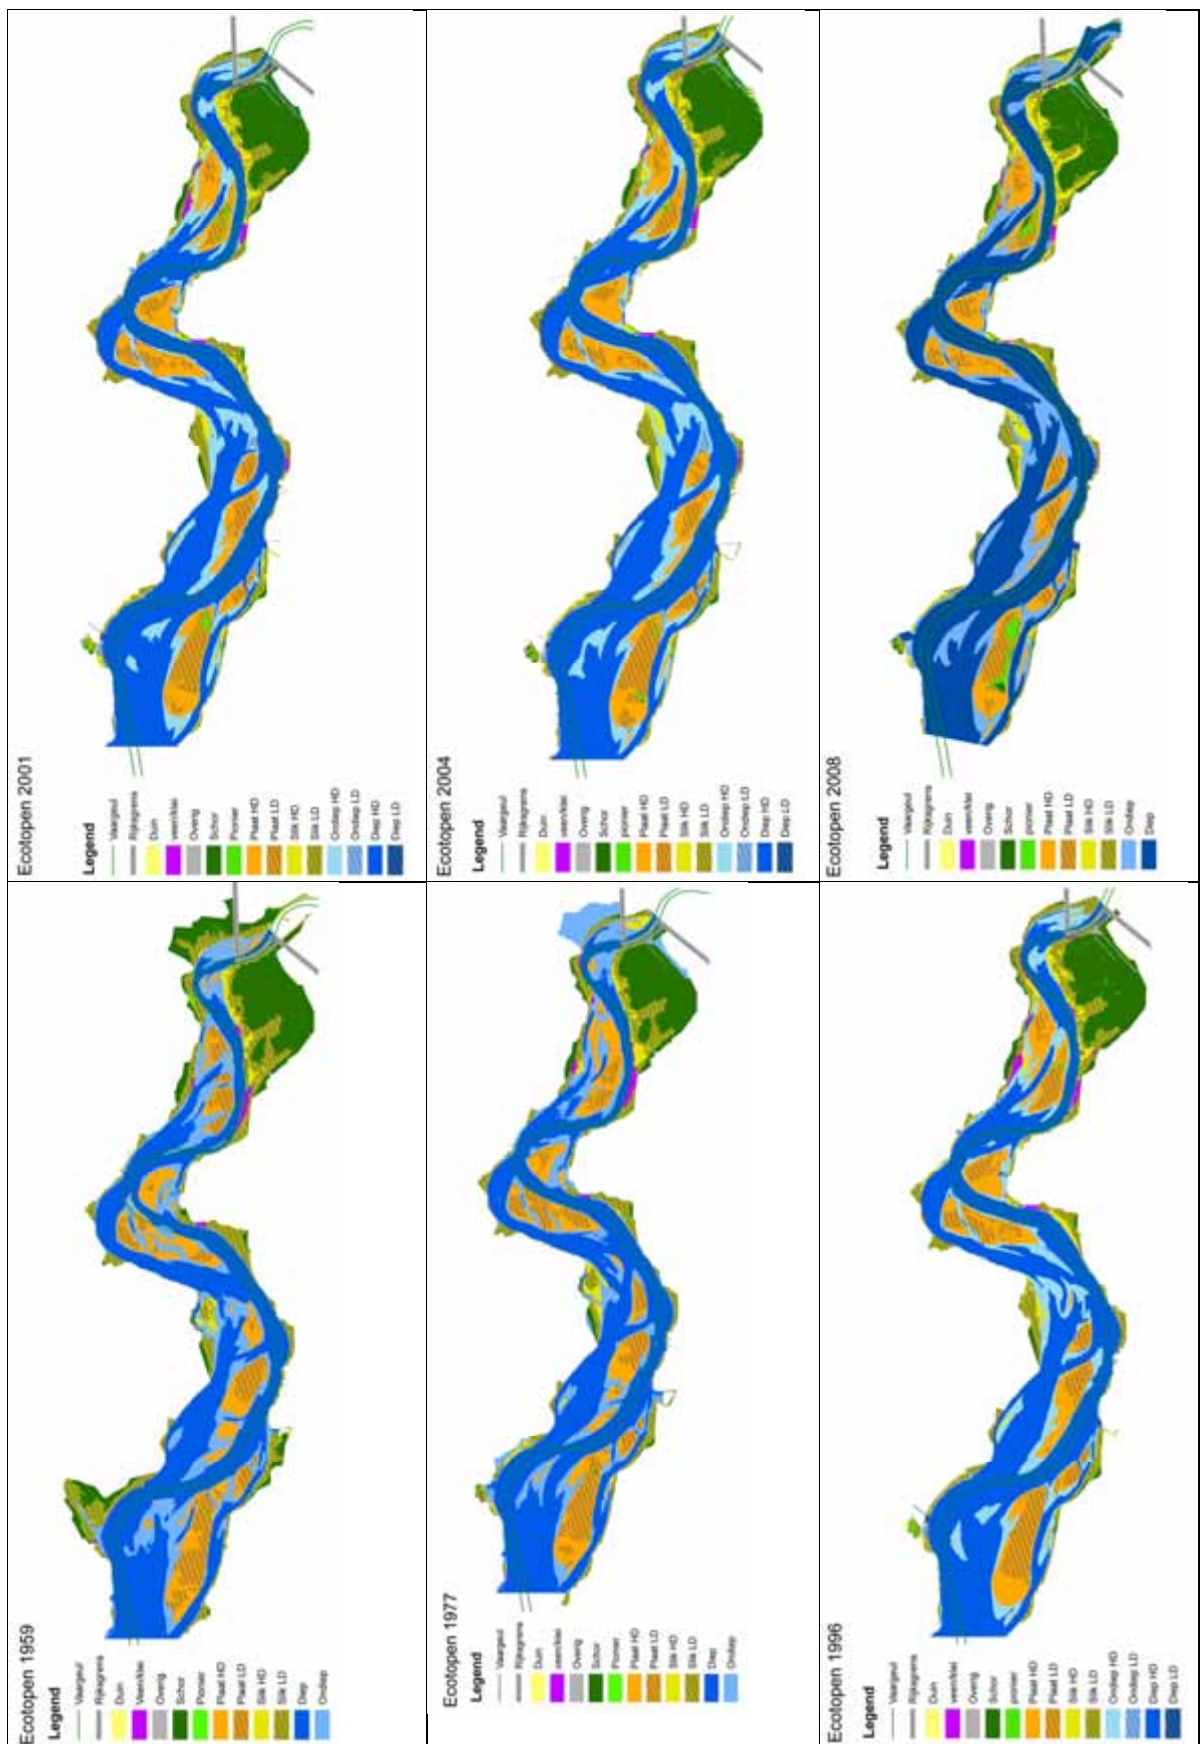 Ecotopen 2001
Legend
Vaargeul
Rijksgrens
Duin
veen/klei
Overig
Schor
Pionier
Plaat HD
Plaat LD
Slik HD
Slik LD
Ondiep HD
Ondiep LD
Diep HD
Diep LD
Ecotopen 2004
Legend
Vaargeul
Rijksgrens
Duin
veen/klei
Overig
Schor
pionier
Plaat HD
Plaat LD
Slik HD
Slik LD
Ondiep HD
Ondiep LD
Diep HD
Diep LD
Ecotopen 2008
Legend
Vaargeul
Rijksgrens
Duin
veen/klei
Overig
Schor
pionier
Plaat HD
Plaat LD
Slik HD
Slik LD
Ondiep
Diep
Ecotopen 1959
Legend
Vaargeul
Rijksgrens
Duin
Veen/klei
Overig
Schor
Pionier
Plaat HD
Plaat LD
Slik HD
Slik LD
Diep
Ondiep
Ecotopen 1977
Legend
Vaargeul
Rijksgrens
Duin
veen/klei
Overig
Schor
Pionier
Plaat HD
Plaat LD
Slik HD
Slik LD
Diep
Ondiep
Ecotopen 1996
Legend
Vaargeul
Rijksgrens
Duin
veen/klei
Overig
Schor
pionier
Plaat HD
Plaat LD
Slik HD
Slik LD
Ondiep HD
Ondiep LD
Diep HD
Diep LD